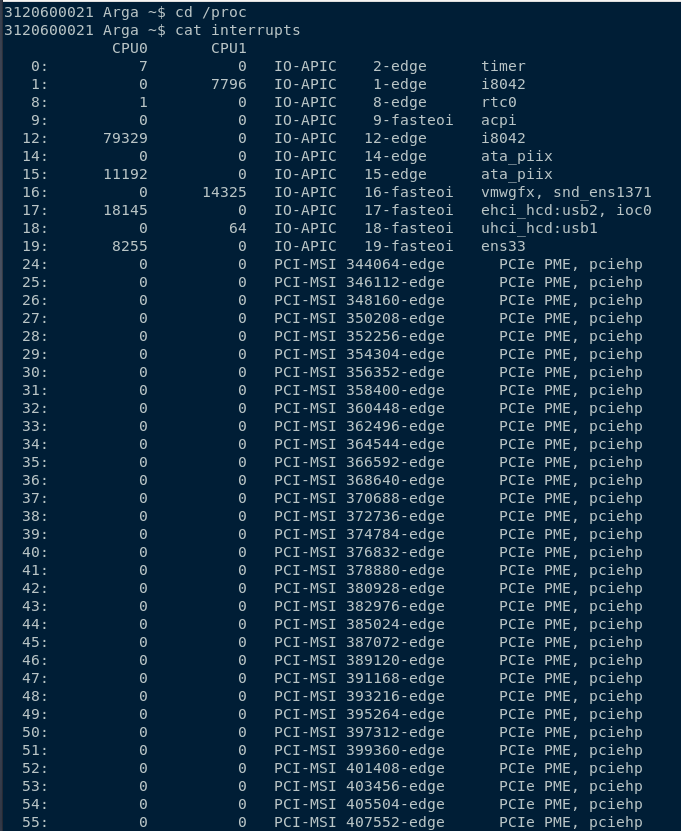 3120600021 Arga ~$ cd /proc
3120600021 Arga ~$ cat interrupts
            CPU0       CPU1
   0:          7          0   IO-APIC    2-edge      timer
   1:          0       7796   IO-APIC    1-edge      i8042
   8:          1          0   IO-APIC    8-edge      rtc0
   9:          0          0   IO-APIC    9-fasteoi   acpi
  12:      79329          0   IO-APIC   12-edge      i8042
  14:          0          0   IO-APIC   14-edge      ata_piix
  15:      11192          0   IO-APIC   15-edge      ata_piix
  16:          0      14325   IO-APIC   16-fasteoi   vmwgfx, snd_ens1371
  17:      18145          0   IO-APIC   17-fasteoi   ehci_hcd:usb2, ioc0
  18:          0         64   IO-APIC   18-fasteoi   uhci_hcd:usb1
  19:       8255          0   IO-APIC   19-fasteoi   ens33
  24:          0          0   PCI-MSI 344064-edge      PCIe PME, pciehp
  25:          0          0   PCI-MSI 346112-edge      PCIe PME, pciehp
  26:          0          0   PCI-MSI 348160-edge      PCIe PME, pciehp
  27:          0          0   PCI-MSI 350208-edge      PCIe PME, pciehp
  28:          0          0   PCI-MSI 352256-edge      PCIe PME, pciehp
  29:          0          0   PCI-MSI 354304-edge      PCIe PME, pciehp
  30:          0          0   PCI-MSI 356352-edge      PCIe PME, pciehp
  31:          0          0   PCI-MSI 358400-edge      PCIe PME, pciehp
  32:          0          0   PCI-MSI 360448-edge      PCIe PME, pciehp
  33:          0          0   PCI-MSI 362496-edge      PCIe PME, pciehp
  34:          0          0   PCI-MSI 364544-edge      PCIe PME, pciehp
  35:          0          0   PCI-MSI 366592-edge      PCIe PME, pciehp
  36:          0          0   PCI-MSI 368640-edge      PCIe PME, pciehp
  37:          0          0   PCI-MSI 370688-edge      PCIe PME, pciehp
  38:          0          0   PCI-MSI 372736-edge      PCIe PME, pciehp
  39:          0          0   PCI-MSI 374784-edge      PCIe PME, pciehp
  40:          0          0   PCI-MSI 376832-edge      PCIe PME, pciehp
  41:          0          0   PCI-MSI 378880-edge      PCIe PME, pciehp
  42:          0          0   PCI-MSI 380928-edge      PCIe PME, pciehp
  43:          0          0   PCI-MSI 382976-edge      PCIe PME, pciehp
  44:          0          0   PCI-MSI 385024-edge      PCIe PME, pciehp
  45:          0          0   PCI-MSI 387072-edge      PCIe PME, pciehp
  46:          0          0   PCI-MSI 389120-edge      PCIe PME, pciehp
  47:          0          0   PCI-MSI 391168-edge      PCIe PME, pciehp
  48:          0          0   PCI-MSI 393216-edge      PCIe PME, pciehp
  49:          0          0   PCI-MSI 395264-edge      PCIe PME, pciehp
  50:          0          0   PCI-MSI 397312-edge      PCIe PME, pciehp
  51:          0          0   PCI-MSI 399360-edge      PCIe PME, pciehp
  52:          0          0   PCI-MSI 401408-edge      PCIe PME, pciehp
  53:          0          0   PCI-MSI 403456-edge      PCIe PME, pciehp
  54:          0          0   PCI-MSI 405504-edge      PCIe PME, pciehp
  55:          0          0   PCI-MSI 407552-edge      PCIe PME, pciehp